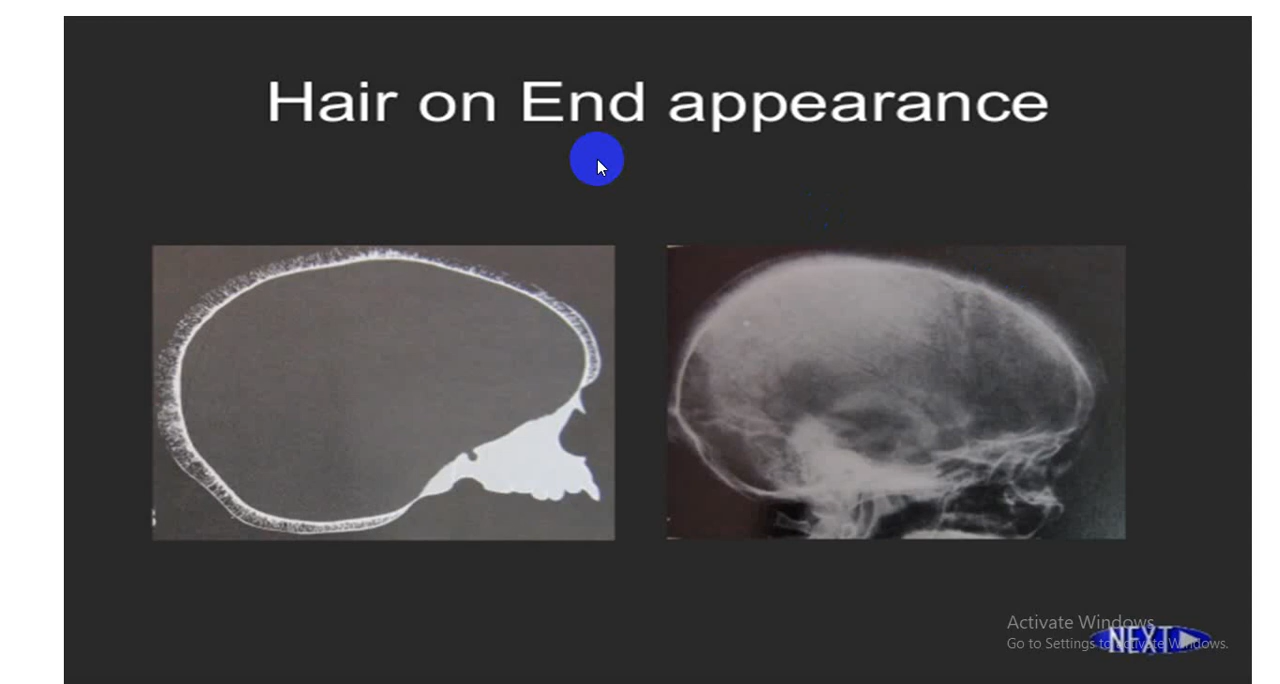 Hair on End appearance
Activate Windows
Go to Settings to activate Windows.
NEXT